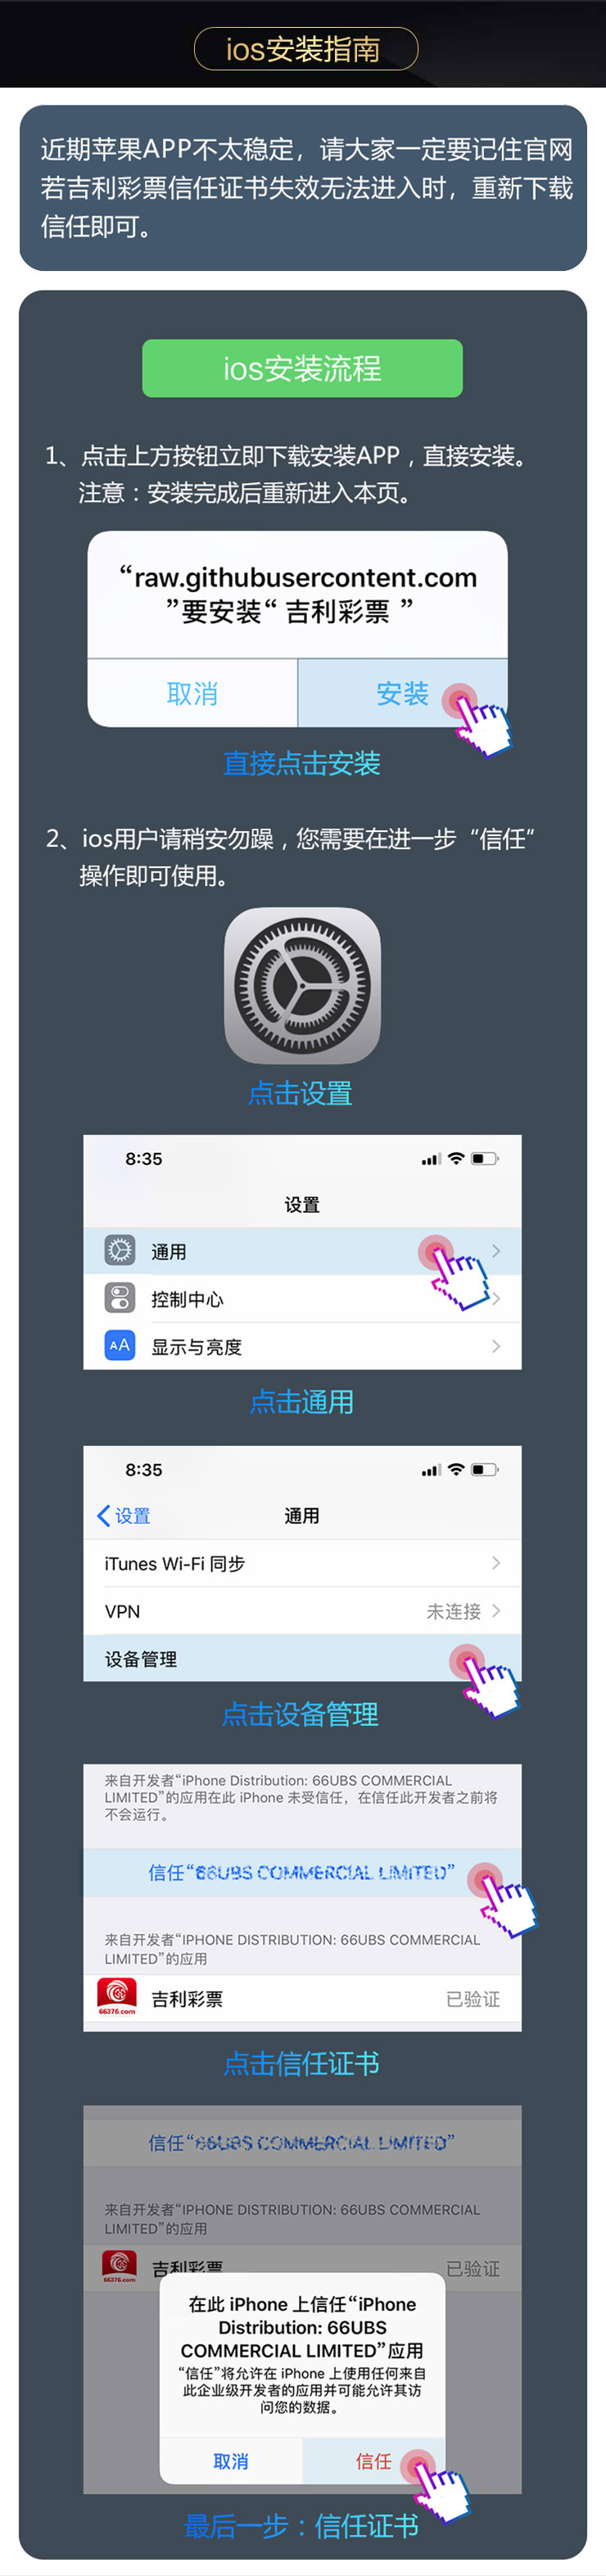 ios安装指南
近期苹果APP不太稳定，请大家一定要记住官网
若吉利彩票信任证书失效无法进入时，重新下载
信任即可。
ios安装流程
1、点击上方按钮立即下载安装APP，直接安装。
注意：安装完成后重新进入本页。
“raw.githubusercontent.com
”要安装“ 吉利彩票 ”
取消
安装
直接点击安装
2、ios用户请稍安勿躁，您需要在进一步“信任“
操作即可使用。
点击设置
8:35
设置
通用
控制中心
AA 显示与亮度
点击通用
8:35
设置
通用
iTunes Wi-Fi 同步
VPN 未连接
设备管理
点击设备管理
来自开发者“iPhone Distribution: 66UBS COMMERCIAL
LIMITED”的应用在此 iPhone 未受信任，在信任此开发者之前将
不会运行。
信任“66UBS COMMERCIAL LIMITED”
来自开发者“IPHONE DISTRIBUTION: 66UBS COMMERCIAL
LIMITED”的应用
66376.com
吉利彩票 已验证
点击信任证书
信任“66UBS COMMERCIAL LIMITED”
来自开发者“IPHONE DISTRIBUTION: 66UBS COMMERCIAL
LIMITED”的应用
66376.com
吉利彩票 已验证
在此 iPhone 上信任“iPhone
Distribution: 66UBS
COMMERCIAL LIMITED”应用
“信任”将允许在 iPhone 上使用任何来自
此企业级开发者的应用并可能允许其访
问您的数据。
取消
信任
最后一步：信任证书